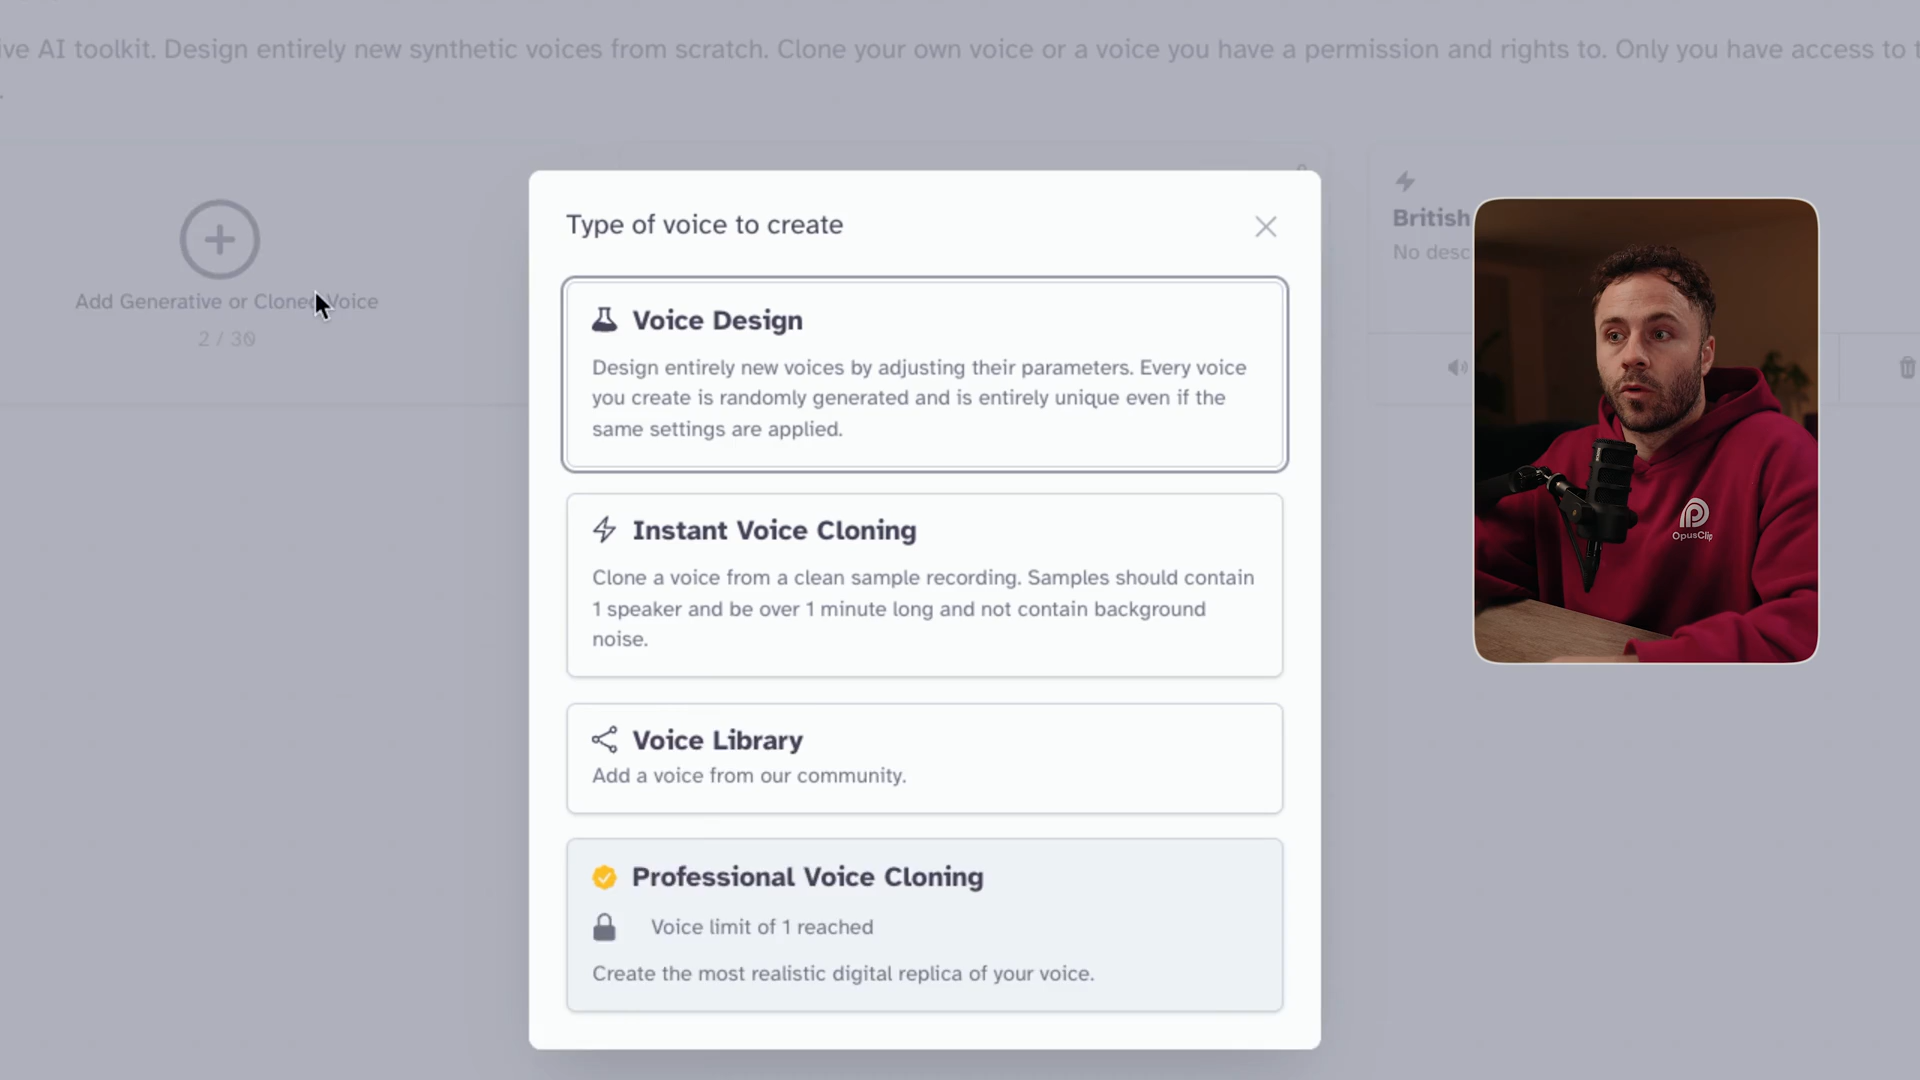 ive AI toolkit. Design entirely new synthetic voices from scratch. Clone your own voice or a voice you have a permission and rights to. Only you have access to
.
Add Generative or Cloned Voice
2 / 30
British
No desc
Type of voice to create
Voice Design
Design entirely new voices by adjusting their parameters. Every voice
you create is randomly generated and is entirely unique even if the
same settings are applied.
Instant Voice Cloning
Clone a voice from a clean sample recording. Samples should contain
1 speaker and be over 1 minute long and not contain background
noise.
Voice Library
Add a voice from our community.
Professional Voice Cloning
Voice limit of 1 reached
Create the most realistic digital replica of your voice.
OpusClip